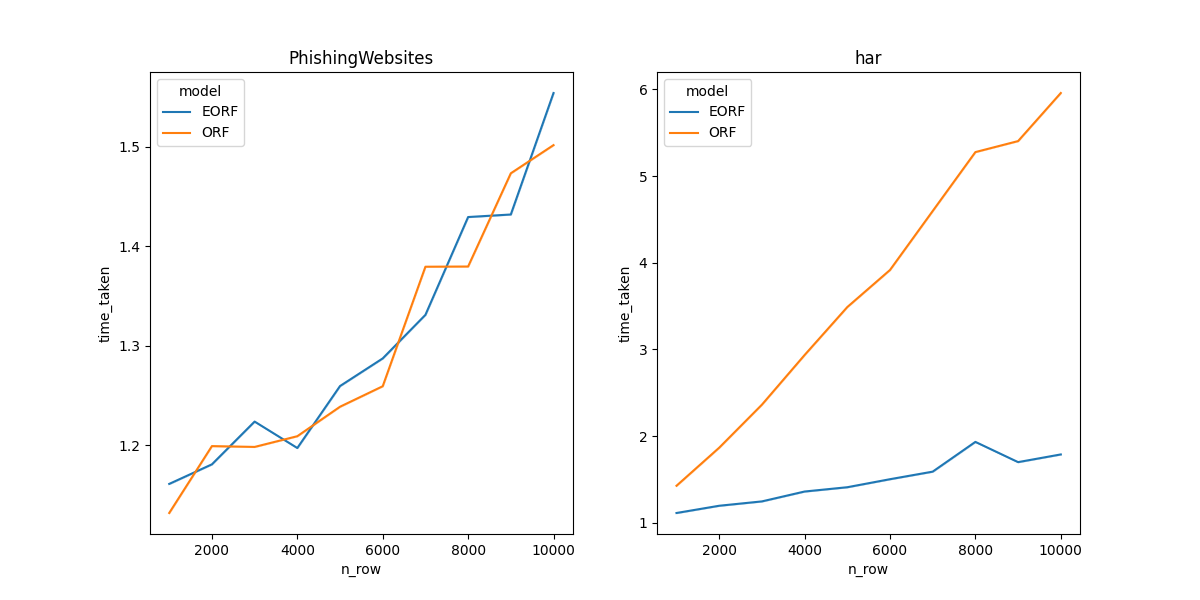 PhishingWebsites
model
EORF
ORF
1.5
1.4
1.3
1.2
time_taken
2000
4000
6000
8000
10000
n_row
har
model
EORF
ORF
6
5
4
3
2
1
time_taken
2000
4000
6000
8000
10000
n_row